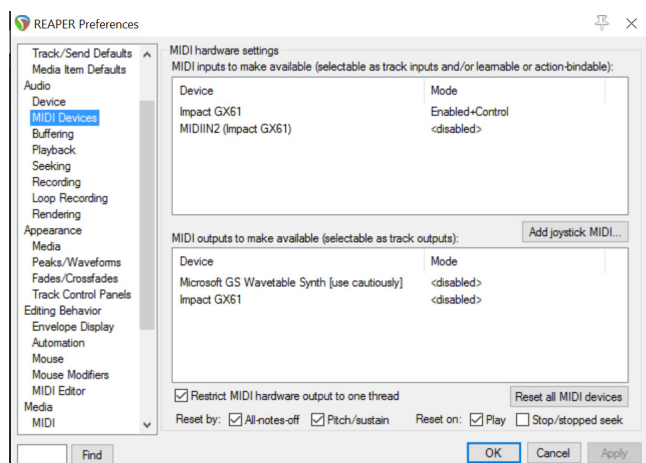 REAPER Preferences
Track/Send Defaults
Media Item Defaults
Audio
Device
MIDI Devices
Buffering
Playback
Seeking
Recording
Loop Recording
Rendering
Appearance
Media
Peaks/Waveforms
Fades/Crossfades
Track Control Panels
Editing Behavior
Envelope Display
Automation
Mouse
Mouse Modifiers
MIDI Editor
Media
MIDI
Find
MIDI hardware settings
MIDI inputs to make available (selectable as track inputs and/or learnable or action-bindable):
Device Mode
Impact GX61 Enabled+Control
MIDIIN2 (Impact GX61) <disabled>
Add joystick MIDI...
MIDI outputs to make available (selectable as track outputs):
Device Mode
Microsoft GS Wavetable Synth [use cautiously] <disabled>
Impact GX61 <disabled>
Restrict MIDI hardware output to one thread Reset all MIDI devices
Reset by: All-notes-off Pitch/sustain Reset on: Play Stop/stopped seek
OK Cancel Apply